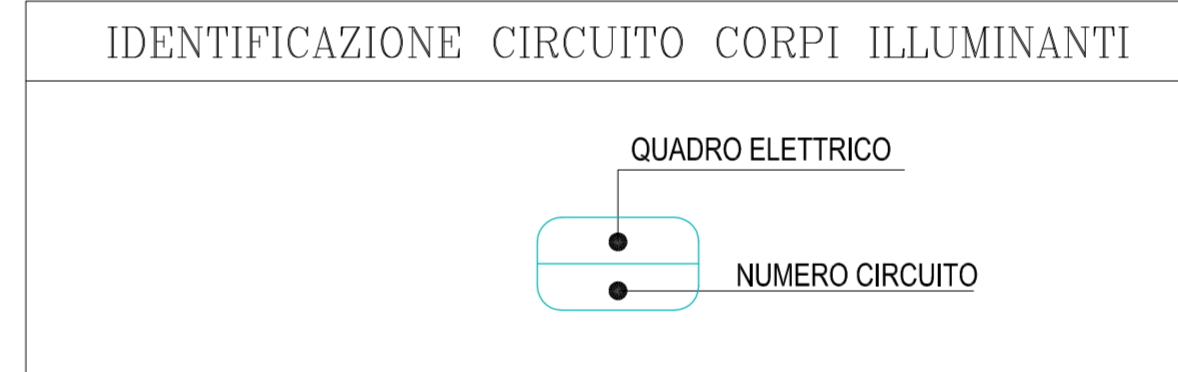 IDENTIFICAZIONE CIRCUITO CORPI ILLUMINANTI
QUADRO ELETTRICO
NUMERO CIRCUITO